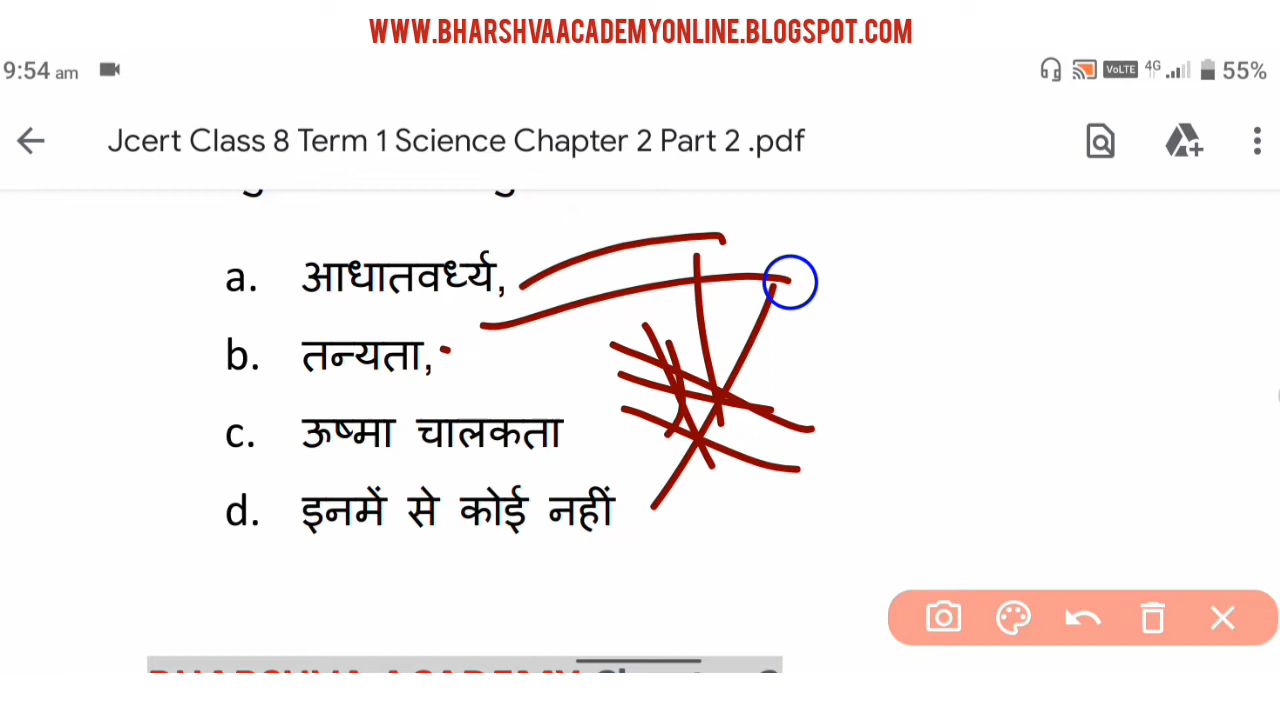 WWW.BHARSHVAACADEMYONLINE.BLOGSPOT.COM
9:54 am VoLTE 4G 55%
Jcert Class 8 Term 1 Science Chapter 2 Part 2 .pdf
a. आधातवर्ध्य,
b. तन्यता,
c. ऊष्मा चालकता
d. इनमें से कोई नहीं